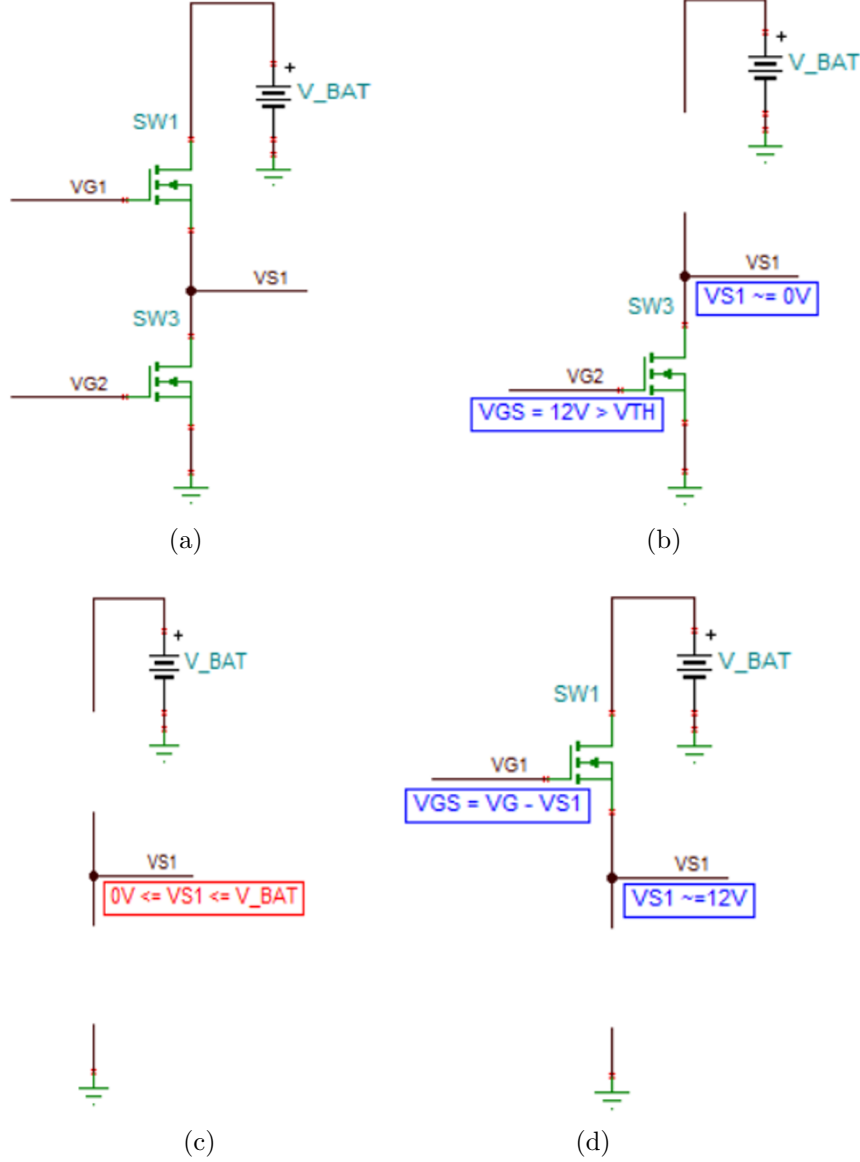 +
V_BAT
SW1
VG1
VS1
SW3
VG2
(a)
+
V_BAT
VS1
VS1 ~= 0V
SW3
VG2
VGS = 12V > VTH
(b)
+
V_BAT
VS1
0V <= VS1 <= V_BAT
(c)
+
V_BAT
SW1
VG1
VGS = VG - VS1
VS1
VS1 ~=12V
(d)